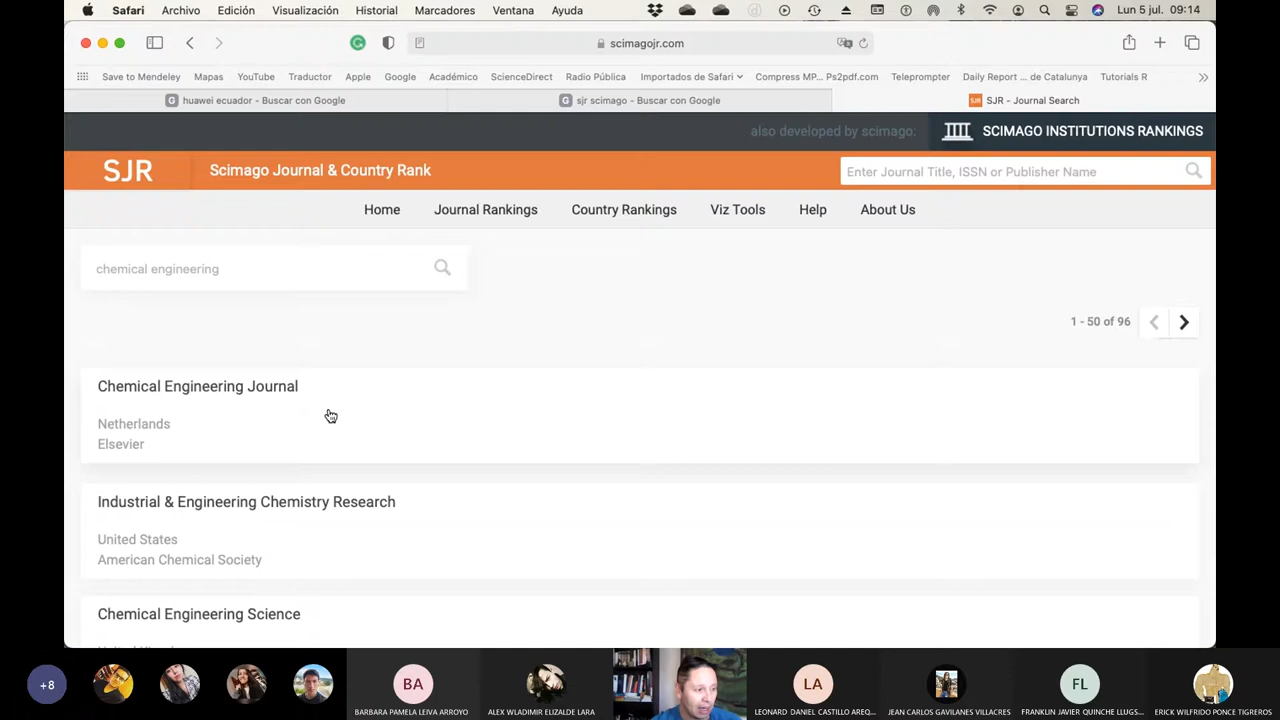 Safari Archivo Edición Visualización Historial Marcadores Ventana Ayuda Lun 5 jul. 09:14
scimagojr.com
Save to Mendeley Mapas YouTube Traductor Apple Google Académico ScienceDirect Radio Pública Importados de Safari Compress MP... Ps2pdf.com Teleprompter Daily Report ... de Catalunya Tutorials R
huawei ecuador - Buscar con Google
sjr scimago - Buscar con Google
SJR - Journal Search
also developed by scimago: SCIMAGO INSTITUTIONS RANKINGS
SJR Scimago Journal & Country Rank Enter Journal Title, ISSN or Publisher Name
Home Journal Rankings Country Rankings Viz Tools Help About Us
chemical engineering
1 - 50 of 96
Chemical Engineering Journal
Netherlands
Elsevier
Industrial & Engineering Chemistry Research
United States
American Chemical Society
Chemical Engineering Science
+8 BA LA FL
BARBARA PAMELA LEIVA ARROYO ALEX WLADIMIR ELIZALDE LARA LEONARD DANIEL CASTILLO AREQ... JEAN CARLOS GAVILANES VILLACRES FRANKLIN JAVIER QUINCHE LLUGS... ERICK WILFRIDO PONCE TIGREROS